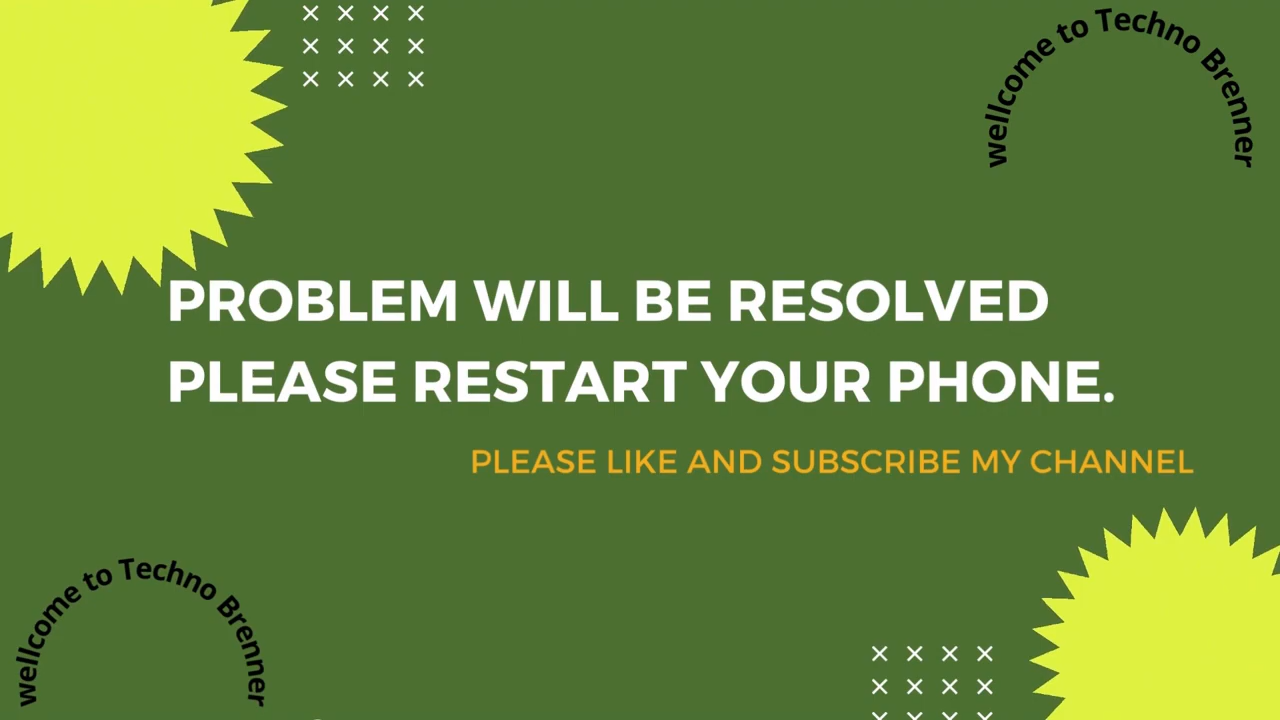 wellcome to Techno Brenner
PROBLEM WILL BE RESOLVED
PLEASE RESTART YOUR PHONE.
PLEASE LIKE AND SUBSCRIBE MY CHANNEL
wellcome to Techno Brenner